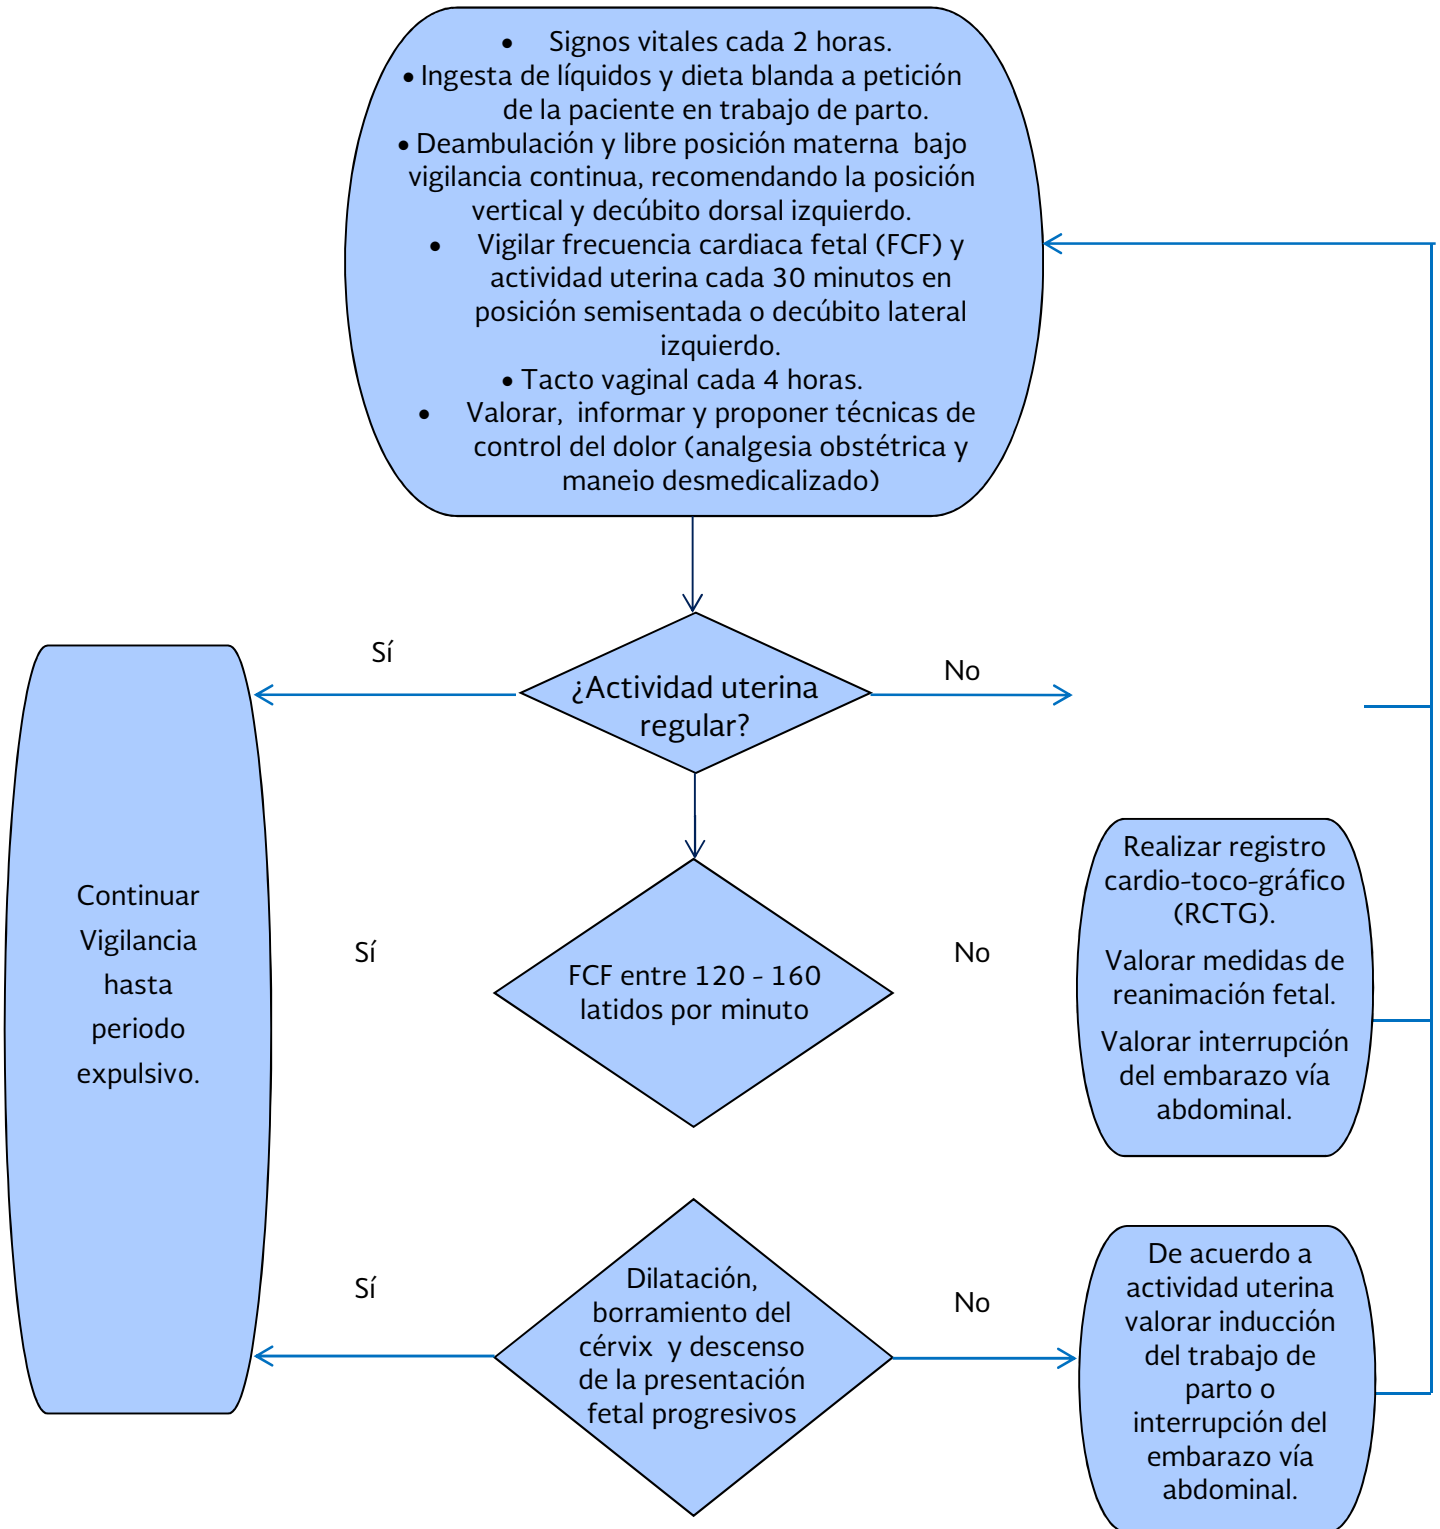 • Signos vitales cada 2 horas.
• Ingesta de líquidos y dieta blanda a petición
de la paciente en trabajo de parto.
• Deambulación y libre posición materna bajo
vigilancia continua, recomendando la posición
vertical y decúbito dorsal izquierdo.
• Vigilar frecuencia cardiaca fetal (FCF) y
actividad uterina cada 30 minutos en
posición semisentada o decúbito lateral
izquierdo.
• Tacto vaginal cada 4 horas.
• Valorar, informar y proponer técnicas de
control del dolor (analgesia obstétrica y
manejo desmedicalizado)
Sí
¿Actividad uterina
regular?
No
Continuar
Vigilancia
hasta
periodo
expulsivo.
Sí
FCF entre 120 - 160
latidos por minuto
No
Realizar registro
cardio-toco-gráfico
(RCTG).
Valorar medidas de
reanimación fetal.
Valorar interrupción
del embarazo vía
abdominal.
Sí
Dilatación,
borramiento del
cérvix y descenso
de la presentación
fetal progresivos
No
De acuerdo a
actividad uterina
valorar inducción
del trabajo de
parto o
interrupción del
embarazo vía
abdominal.